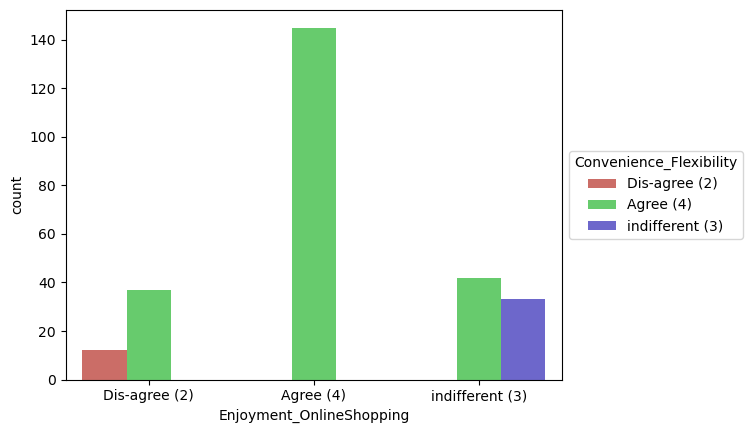 140
120
100
80
60
40
20
0
count
Dis-agree (2)
Agree (4)
indifferent (3)
Enjoyment_OnlineShopping
Convenience_Flexibility
Dis-agree (2)
Agree (4)
indifferent (3)